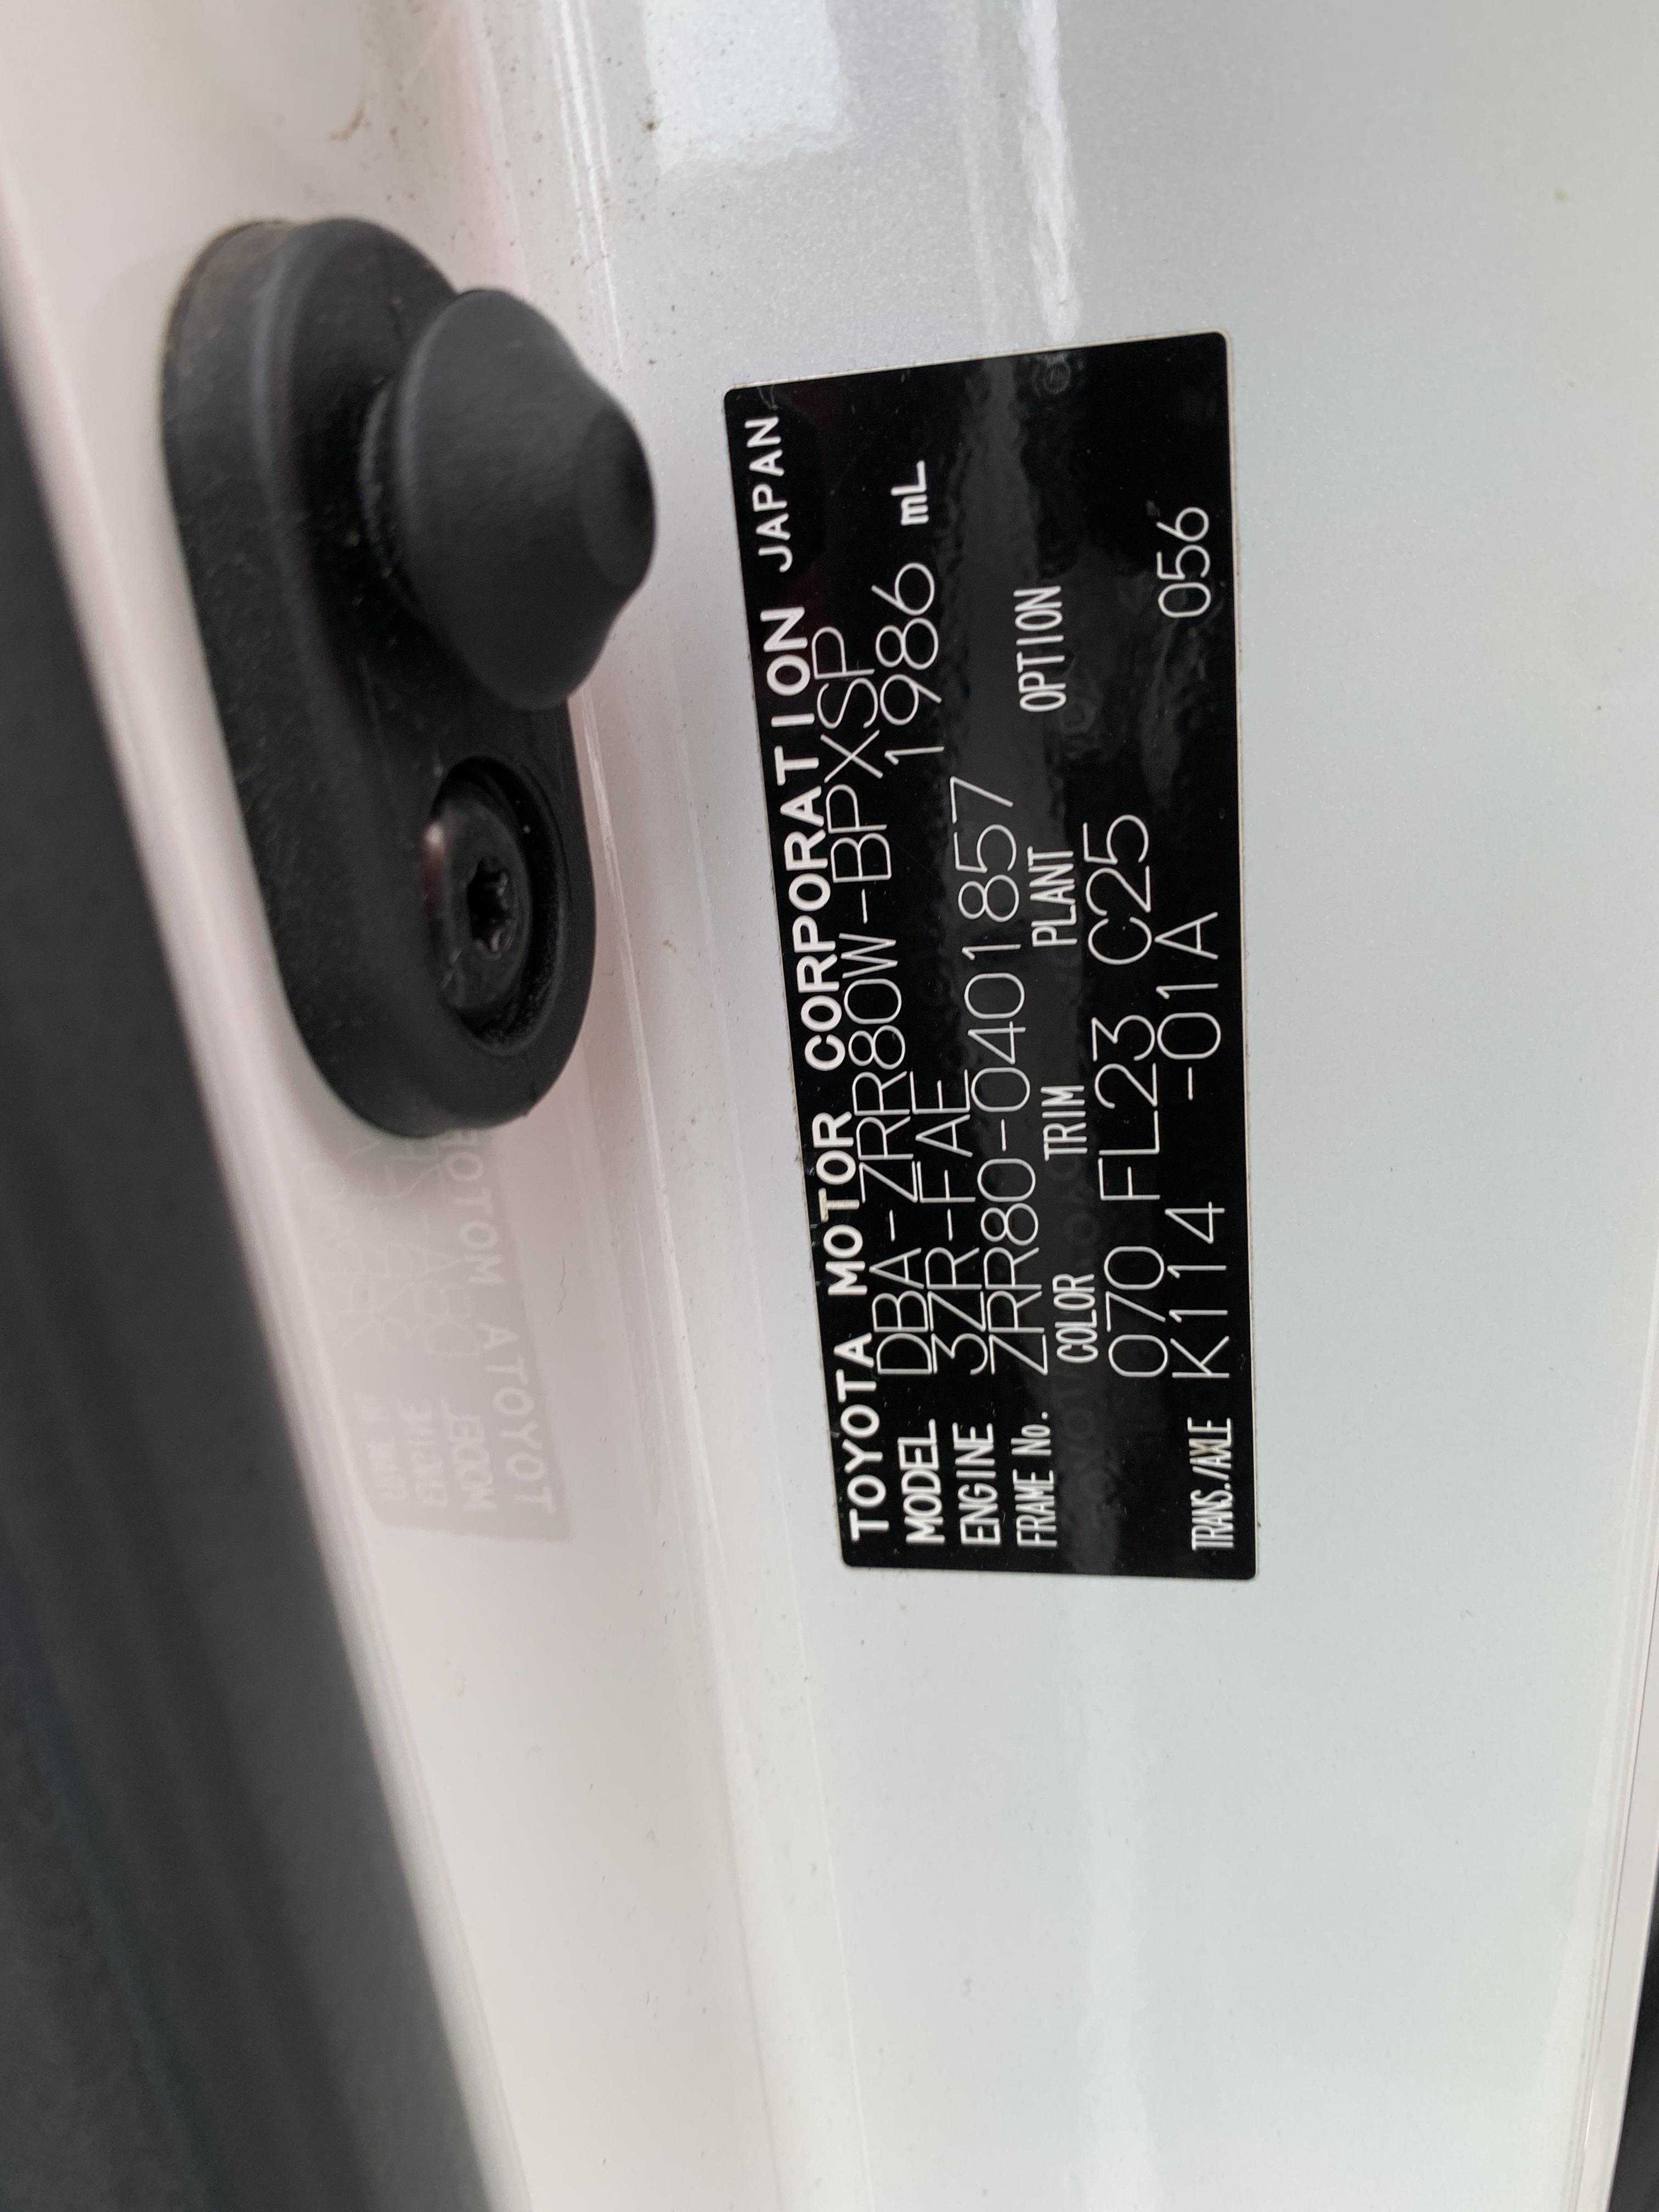 TOYOTA MOTOR CORPORATION JAPAN
MODEL DBA-ZRR80W-BPXSP
ENGINE 3ZR-FAE 1986 mL
FRAME No. ZRR80-0401857
COLOR TRIM PLANT OPTION
070 FL23 C25
TRANS./AXLE K114 -01A 056